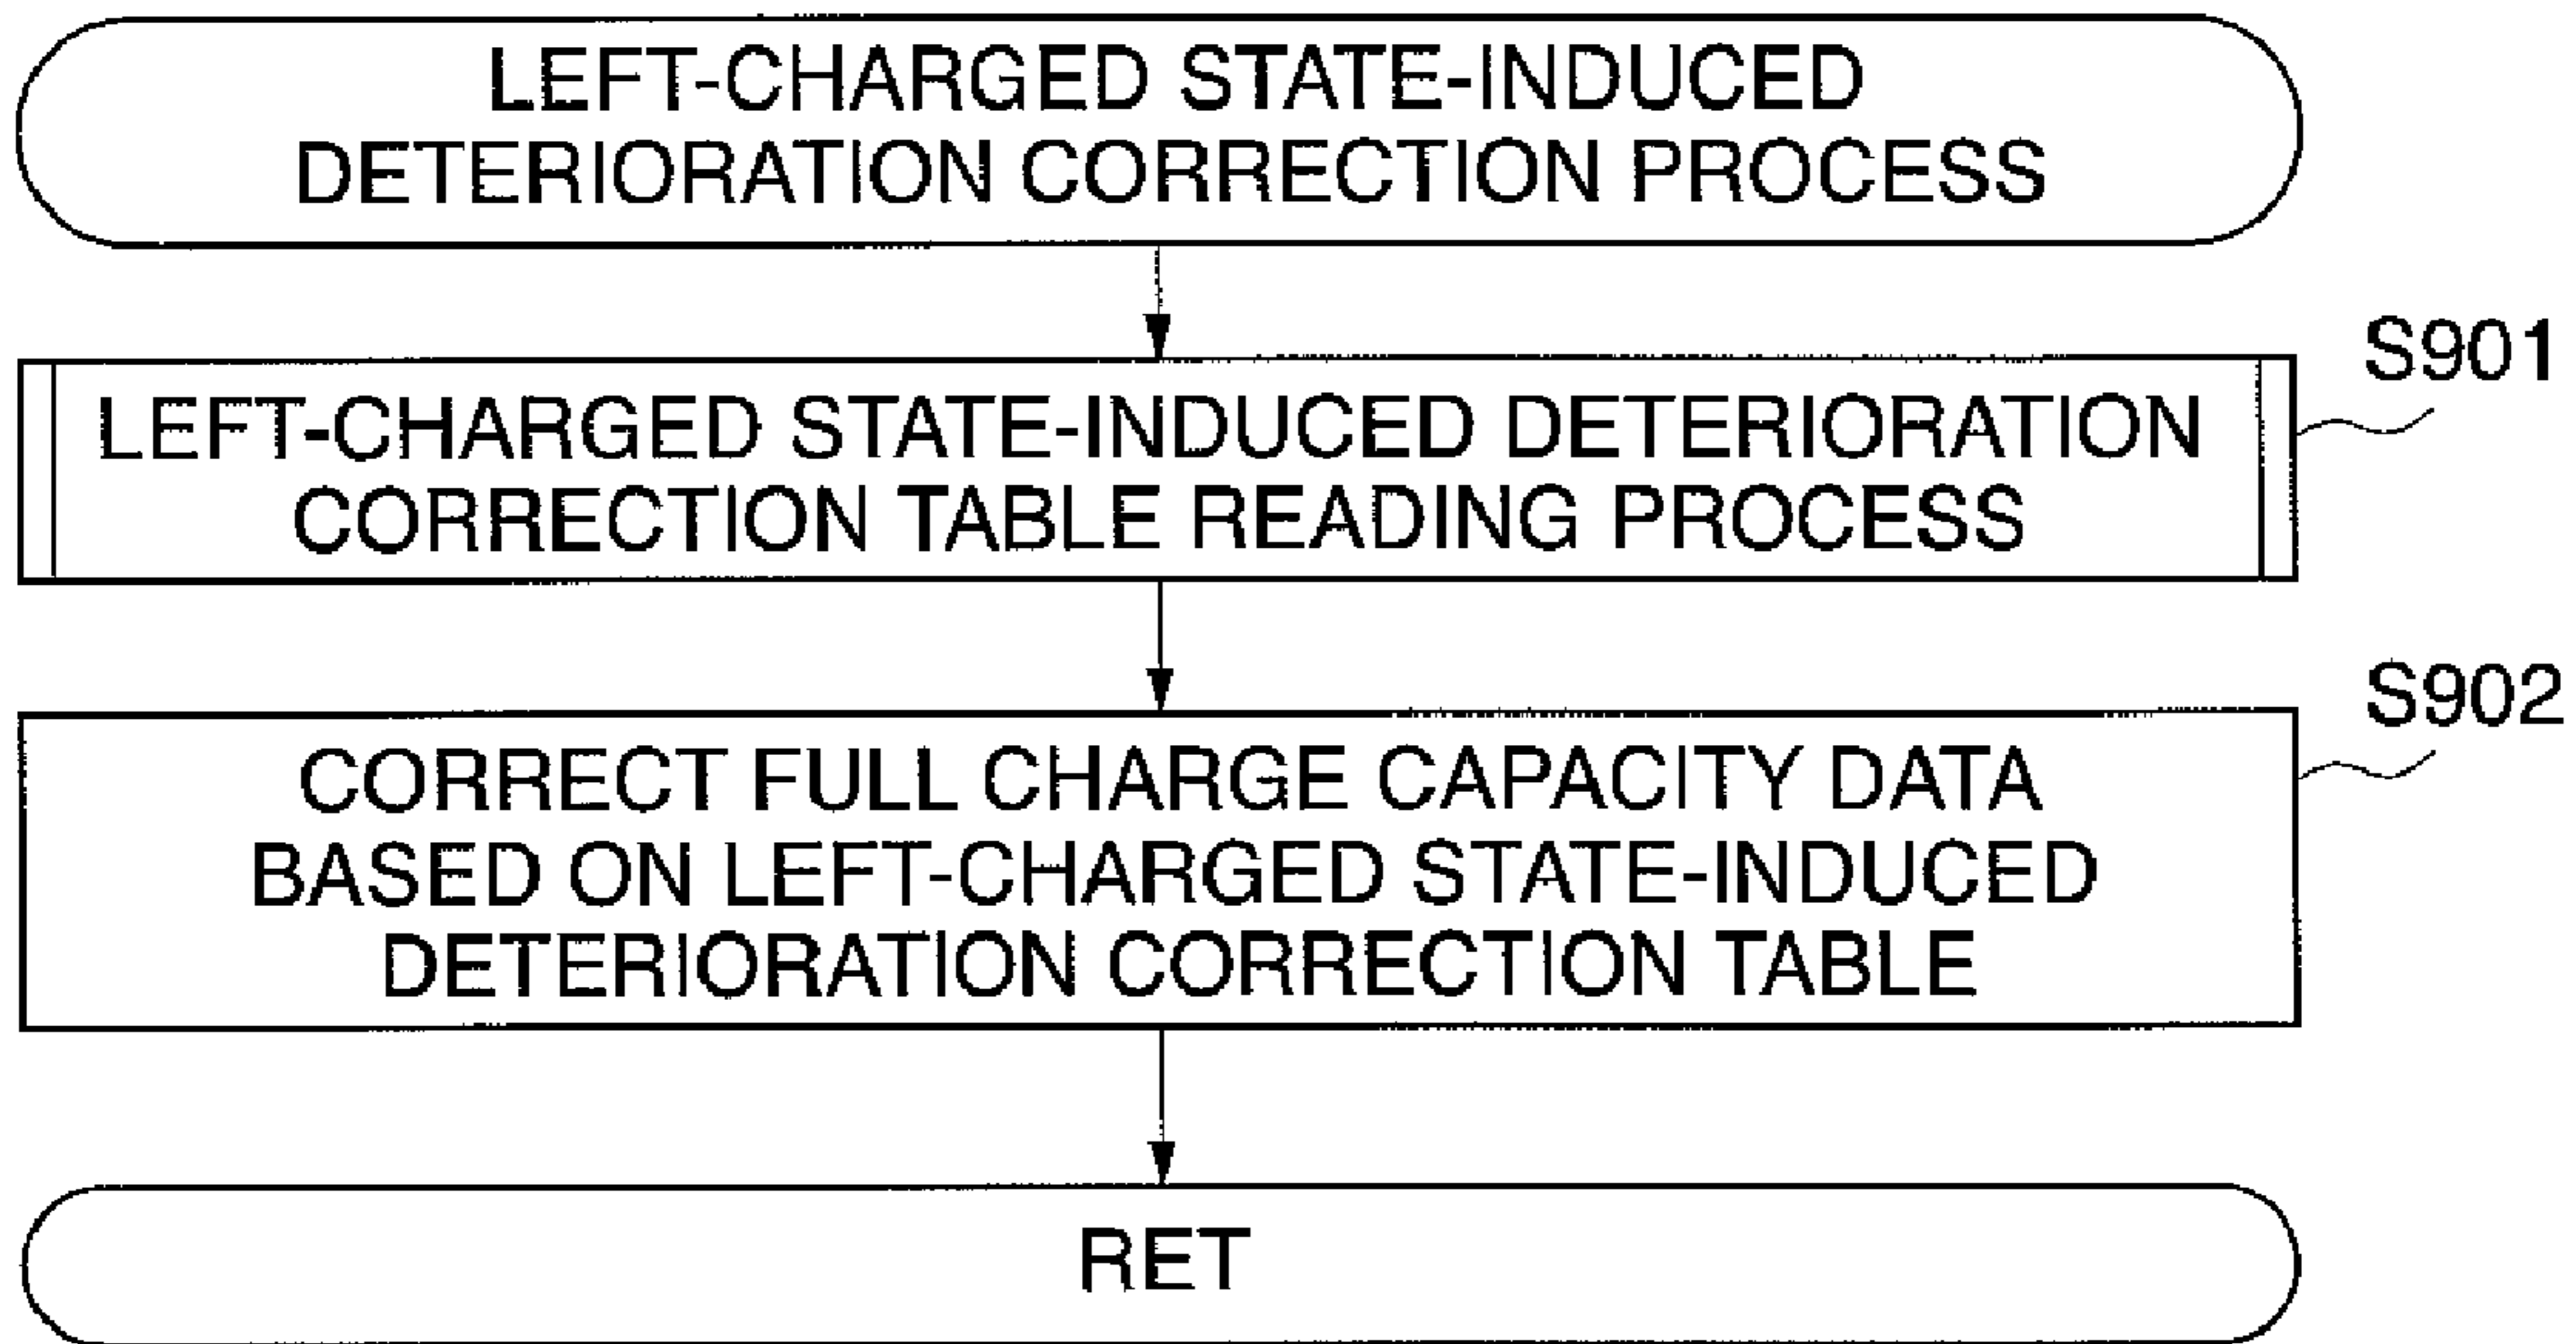 LEFT-CHARGED STATE-INDUCED
DETERIORATION CORRECTION PROCESS
S901
LEFT-CHARGED STATE-INDUCED DETERIORATION
CORRECTION TABLE READING PROCESS
S902
CORRECT FULL CHARGE CAPACITY DATA
BASED ON LEFT-CHARGED STATE-INDUCED
DETERIORATION CORRECTION TABLE
RET